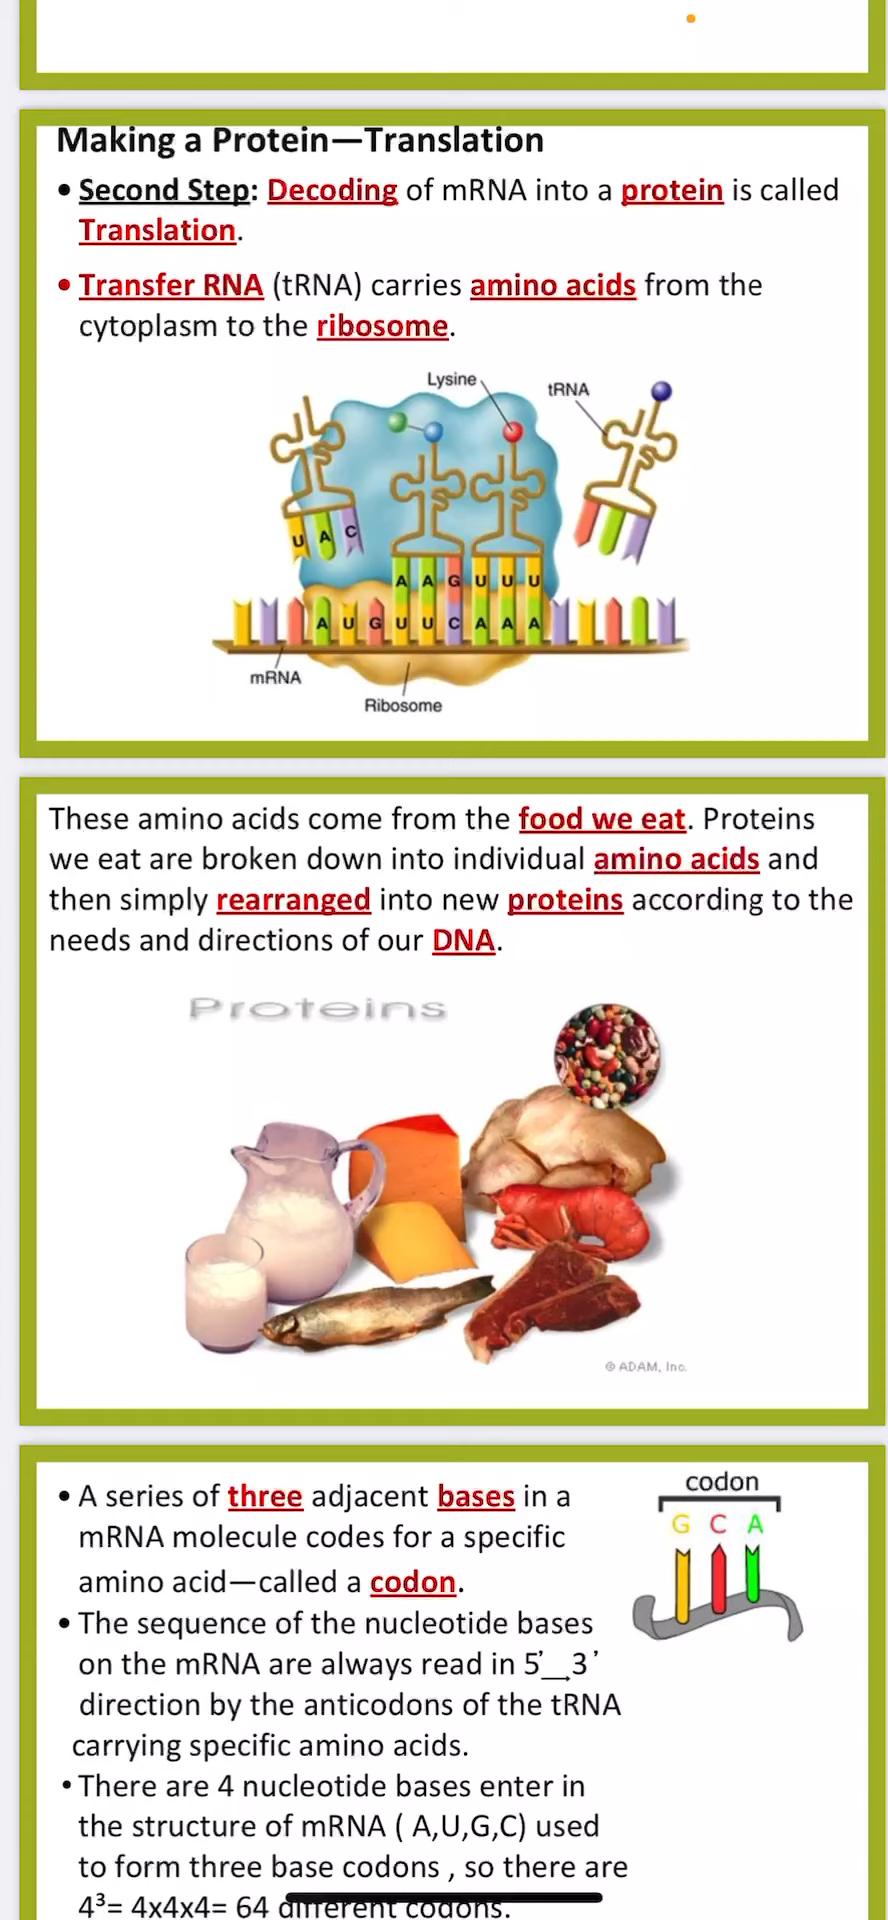 Making a Protein—Translation
• Second Step: Decoding of mRNA into a protein is called
Translation.
• Transfer RNA (tRNA) carries amino acids from the
cytoplasm to the ribosome.
Lysine
tRNA
U A C
A A G U U U
A U G U U C A A A
mRNA
Ribosome
These amino acids come from the food we eat. Proteins
we eat are broken down into individual amino acids and
then simply rearranged into new proteins according to the
needs and directions of our DNA.
Proteins
© ADAM, Inc.
codon
G C A
• A series of three adjacent bases in a
mRNA molecule codes for a specific
amino acid—called a codon.
• The sequence of the nucleotide bases
on the mRNA are always read in 5'_3'
direction by the anticodons of the tRNA
carrying specific amino acids.
• There are 4 nucleotide bases enter in
the structure of mRNA ( A,U,G,C) used
to form three base codons , so there are
4³= 4x4x4= 64 different codons.